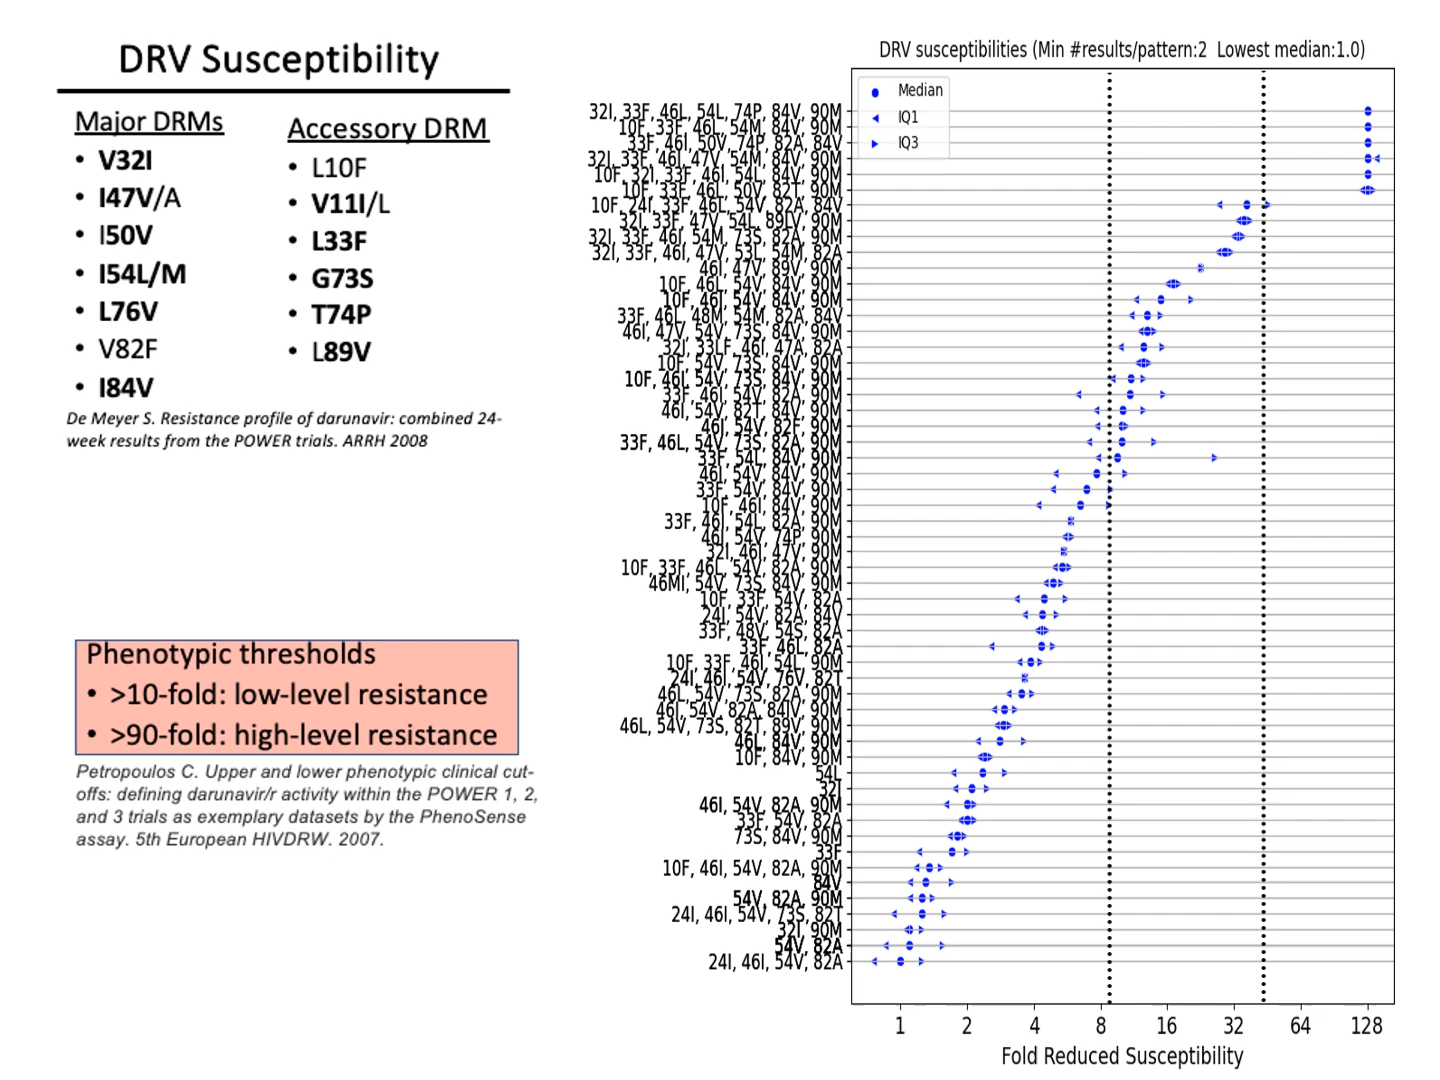 DRV Susceptibility
Major DRMs
• V32I
• I47V/A
• I50V
• I54L/M
• L76V
• V82F
• I84V
Accessory DRM
• L10F
• V11I/L
• L33F
• G73S
• T74P
• L89V
De Meyer S. Resistance profile of darunavir: combined 24-
week results from the POWER trials. ARRH 2008
Phenotypic thresholds
• >10-fold: low-level resistance
• >90-fold: high-level resistance
Petropoulos C. Upper and lower phenotypic clinical cut-
offs: defining darunavir/r activity within the POWER 1, 2,
and 3 trials as exemplary datasets by the PhenoSense
assay. 5th European HIVDRW. 2007.
DRV susceptibilities (Min #results/pattern:2 Lowest median:1.0)
Median
IQ1
IQ3
32I, 33F, 46L, 54L, 74P, 84V, 90M
10F, 33F, 46L, 54M, 84V, 90M
33F, 46I, 50V, 74P, 82A, 84V
32I, 33F, 46I, 47V, 54M, 84V, 90M
10F, 32I, 33F, 46I, 54L, 84V, 90M
10F, 33F, 46L, 50V, 82T, 90M
10F, 24I, 33F, 46L, 54V, 82A, 84V
32I, 33F, 47V, 54L, 89LV, 90M
32I, 33F, 46I, 54M, 73S, 82A, 90M
32I, 33F, 46I, 47V, 53L, 54M, 82A
46I, 47V, 89V, 90M
10F, 46L, 54V, 84V, 90M
10F, 46I, 54V, 84V, 90M
33F, 46L, 48M, 54M, 82A, 84V
46I, 47V, 54V, 73S, 84V, 90M
32I, 33LF, 46I, 47A, 82A
10F, 54V, 73S, 84V, 90M
10F, 46I, 54V, 73S, 84V, 90M
33F, 46I, 54V, 82A, 90M
46I, 54V, 82T, 84V, 90M
46I, 54V, 82F, 90M
33F, 46L, 54V, 73S, 82A, 90M
33F, 54L, 84V, 90M
46I, 54V, 84V, 90M
33F, 54V, 84V, 90M
10F, 46I, 84V, 90M
33F, 46I, 54L, 82A, 90M
46I, 54V, 74P, 90M
32I, 46I, 47V, 90M
10F, 33F, 46L, 54V, 82A, 90M
46MI, 54V, 73S, 84V, 90M
10F, 33F, 54V, 82A
24I, 54V, 82A, 84V
33F, 48V, 54S, 82A
33F, 46L, 82A
10F, 33F, 46I, 54L, 90M
24I, 46I, 54V, 76V, 82T
46L, 54V, 73S, 82A, 90M
46I, 54V, 82A, 84IV, 90M
46L, 54V, 73S, 82T, 89V, 90M
46L, 84V, 90M
10F, 84V, 90M
54L
32I
46I, 54V, 82A, 90M
33F, 54V, 82A
73S, 84V, 90M
33F
10F, 46I, 54V, 82A, 90M
84V
54V, 82A, 90M
24I, 46I, 54V, 73S, 82T
32I, 90M
54V, 82A
24I, 46I, 54V, 82A
1 2 4 8 16 32 64 128
Fold Reduced Susceptibility